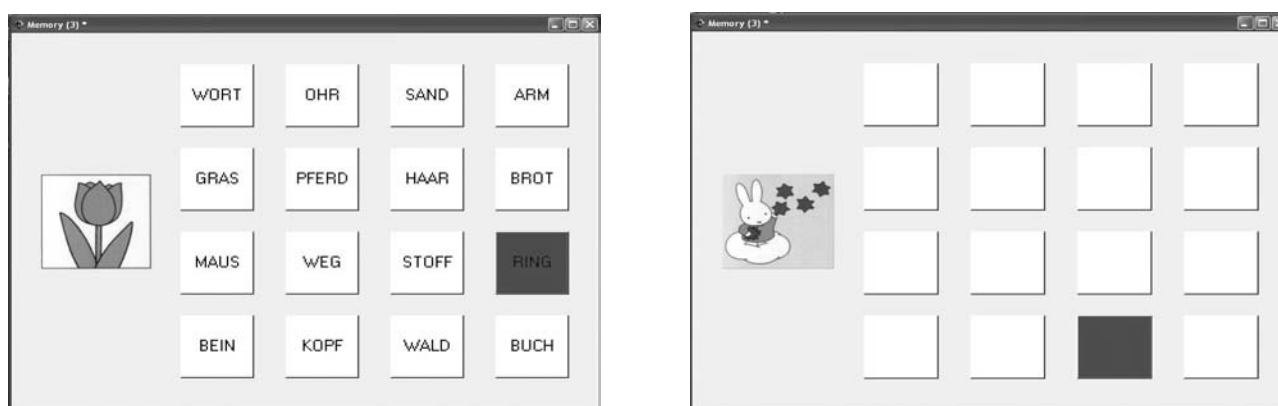 Memory (3) *
WORT OHR SAND ARM
GRAS PFERD HAAR BROT
MAUS WEG STOFF RING
BEIN KOPF WALD BUCH
Memory (3) *